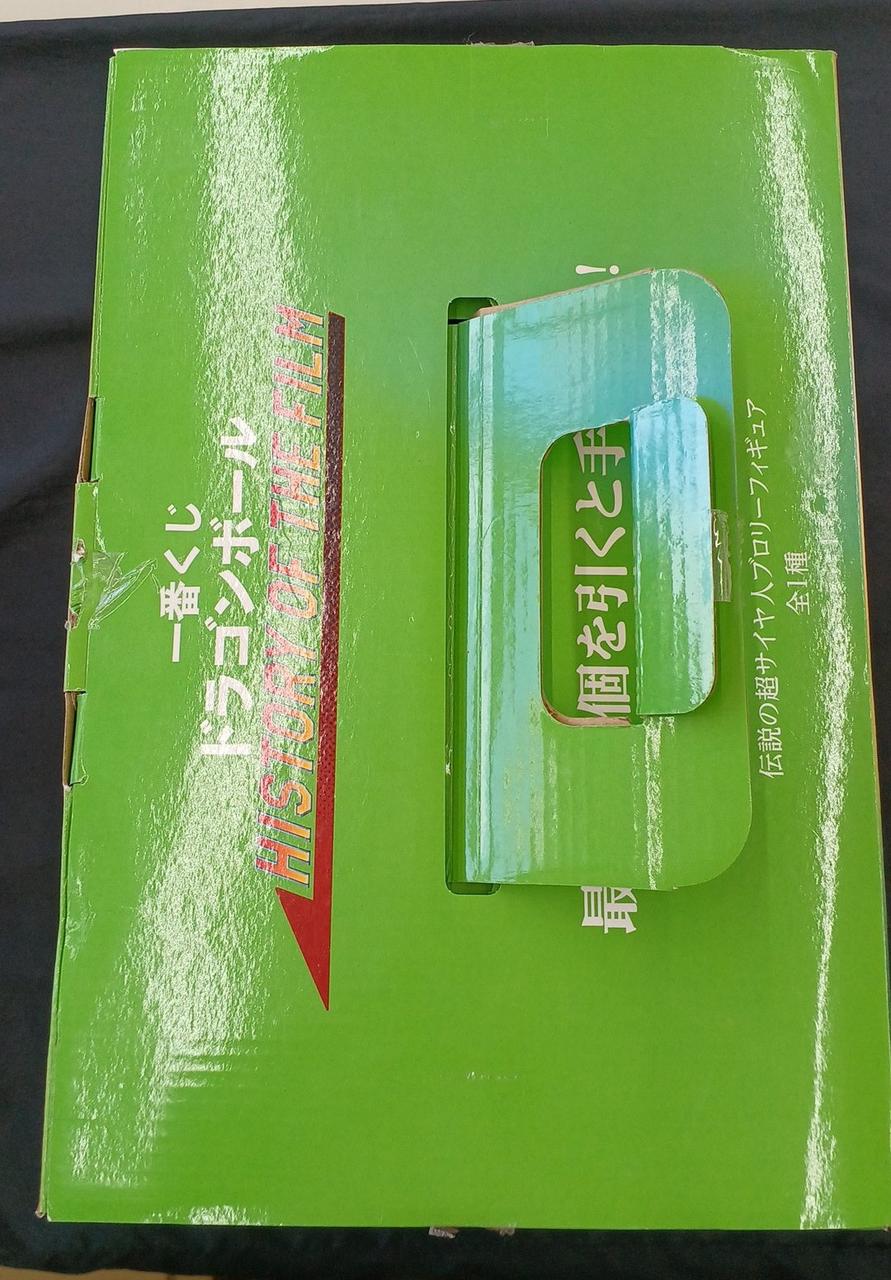 一番くじ
ドラゴンボール
HISTORY OF THE FILM
最 個を引くと手 !
伝説の超サイヤ人ブロリーフィギュア
全1種